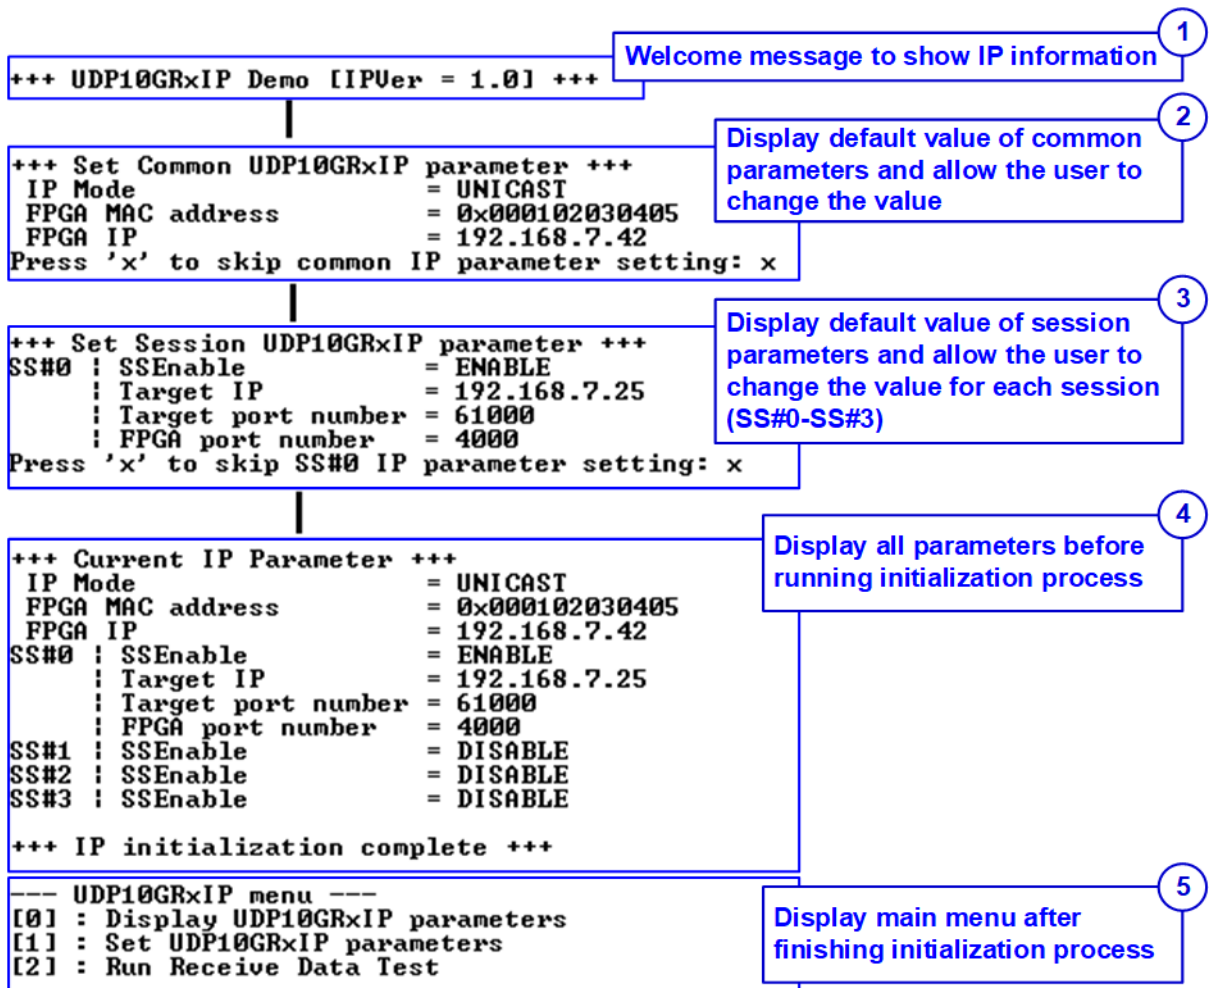 1
Welcome message to show IP information
+++ UDP10GRxIP Demo [IPVer = 1.0] +++
2
Display default value of common
parameters and allow the user to
change the value
+++ Set Common UDP10GRxIP parameter +++
IP Mode = UNICAST
FPGA MAC address = 0x000102030405
FPGA IP = 192.168.7.42
Press 'x' to skip common IP parameter setting: x
3
Display default value of session
parameters and allow the user to
change the value for each session
(SS#0-SS#3)
+++ Set Session UDP10GRxIP parameter +++
SS#0 ¦ SSEnable = ENABLE
¦ Target IP = 192.168.7.25
¦ Target port number = 61000
¦ FPGA port number = 4000
Press 'x' to skip SS#0 IP parameter setting: x
4
Display all parameters before
running initialization process
+++ Current IP Parameter +++
IP Mode = UNICAST
FPGA MAC address = 0x000102030405
FPGA IP = 192.168.7.42
SS#0 ¦ SSEnable = ENABLE
¦ Target IP = 192.168.7.25
¦ Target port number = 61000
¦ FPGA port number = 4000
SS#1 ¦ SSEnable = DISABLE
SS#2 ¦ SSEnable = DISABLE
SS#3 ¦ SSEnable = DISABLE
+++ IP initialization complete +++
5
Display main menu after
finishing initialization process
--- UDP10GRxIP menu ---
[0] : Display UDP10GRxIP parameters
[1] : Set UDP10GRxIP parameters
[2] : Run Receive Data Test